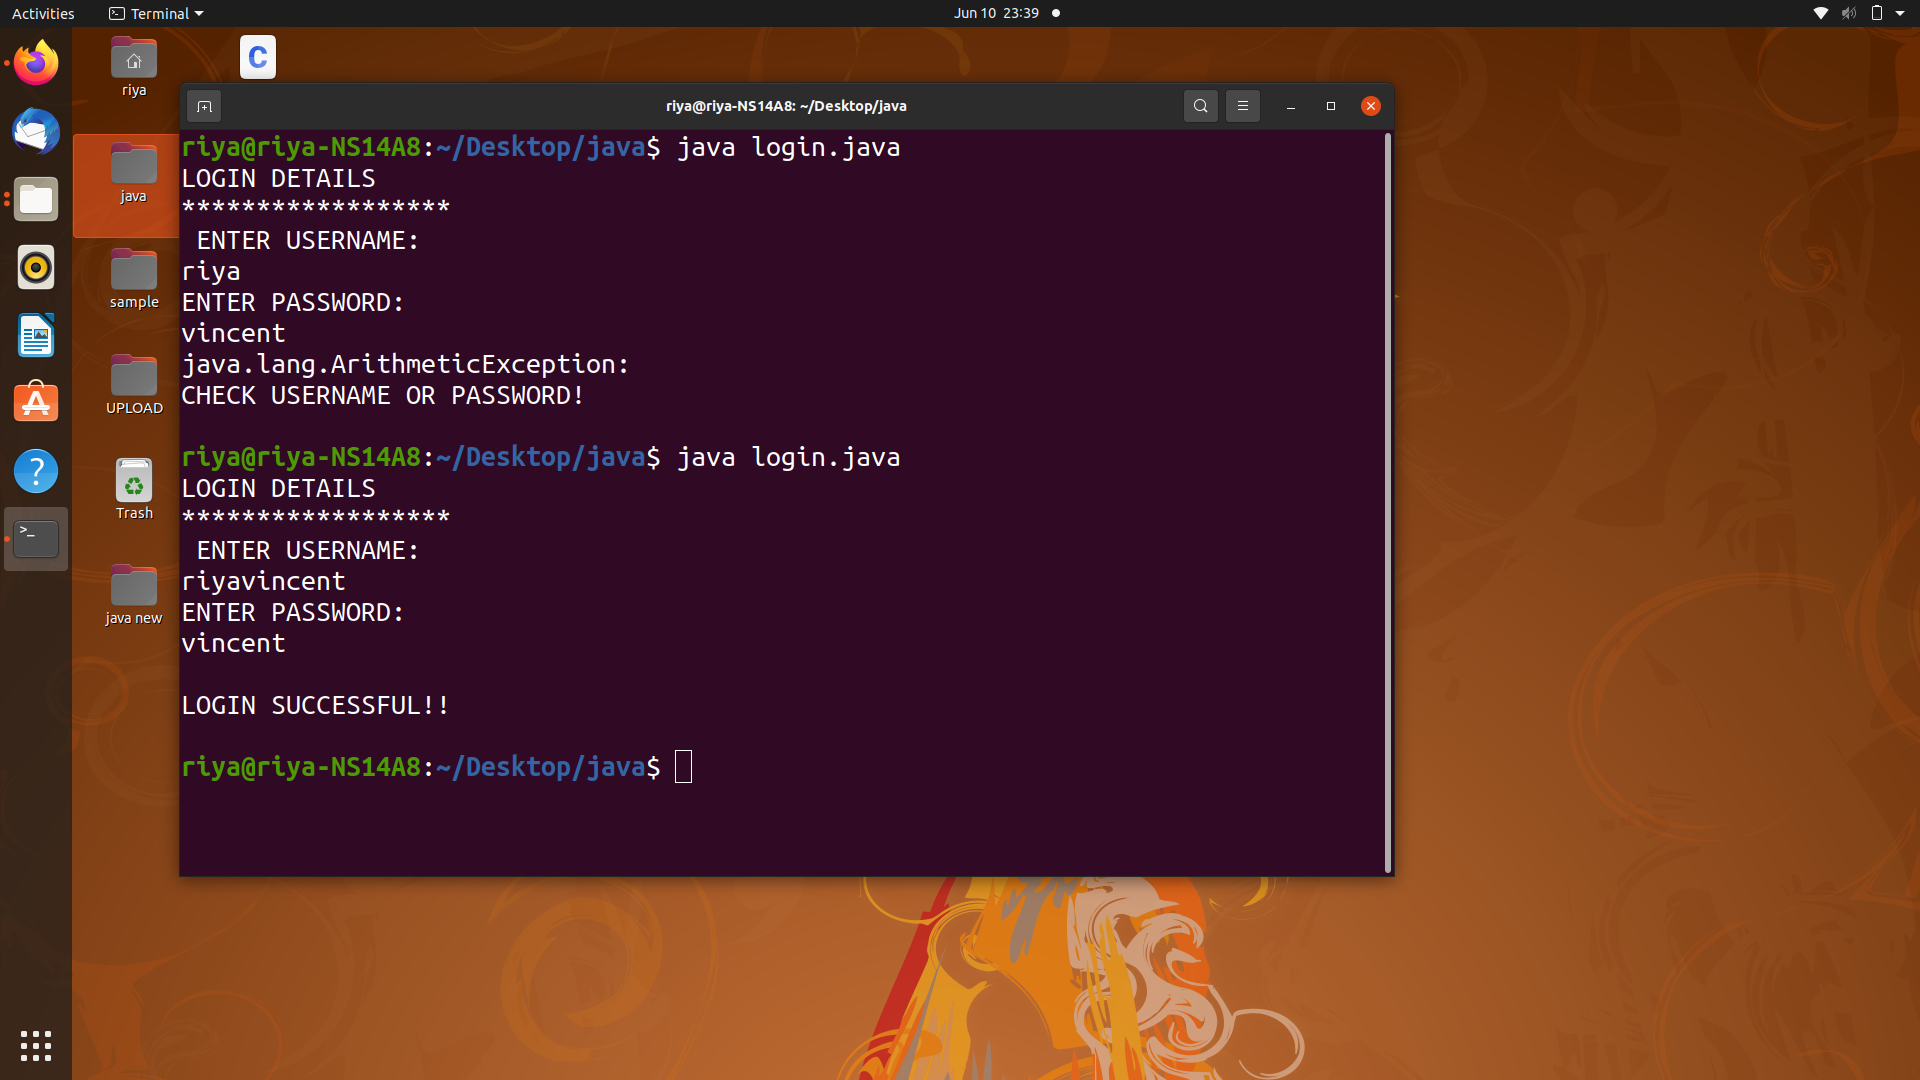 Activities
Terminal
Jun 10 23:39
riya
C
java
sample
UPLOAD
Trash
java new
riya@riya-NS14A8: ~/Desktop/java
riya@riya-NS14A8:~/Desktop/java$ java login.java
LOGIN DETAILS
******************
ENTER USERNAME:
riya
ENTER PASSWORD:
vincent
java.lang.ArithmeticException:
CHECK USERNAME OR PASSWORD!
riya@riya-NS14A8:~/Desktop/java$ java login.java
LOGIN DETAILS
******************
ENTER USERNAME:
riyavincent
ENTER PASSWORD:
vincent
LOGIN SUCCESSFUL!!
riya@riya-NS14A8:~/Desktop/java$